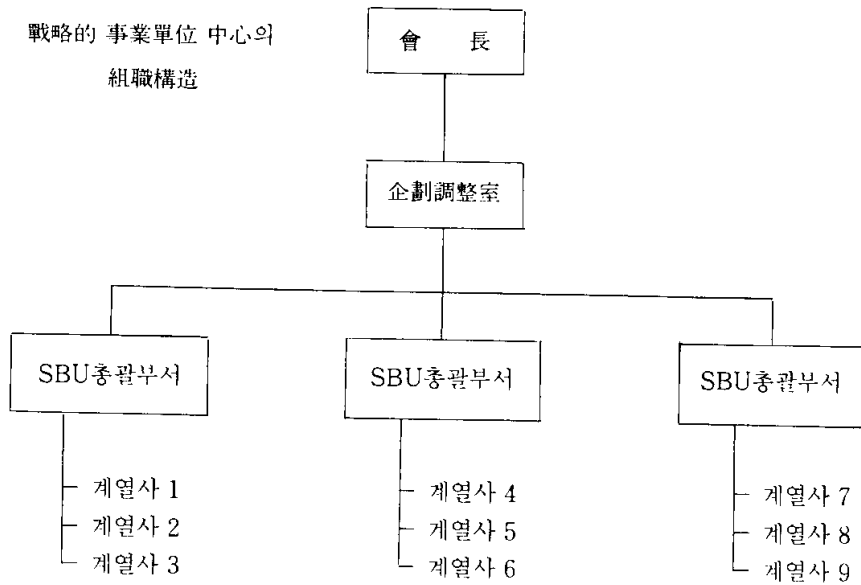 戰略的 事業單位 中心의
組織構造
會 長
企劃調整室
SBU총괄부서
SBU총괄부서
SBU총괄부서
계열사 1
계열사 2
계열사 3
계열사 4
계열사 5
계열사 6
계열사 7
계열사 8
계열사 9